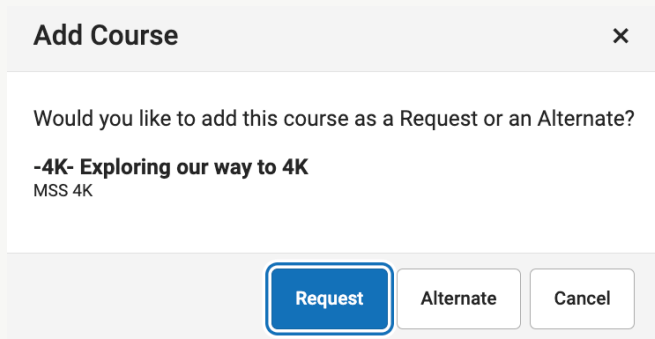 Add Course ×
Would you like to add this course as a Request or an Alternate?
-4K- Exploring our way to 4K
MSS 4K
Request Alternate Cancel